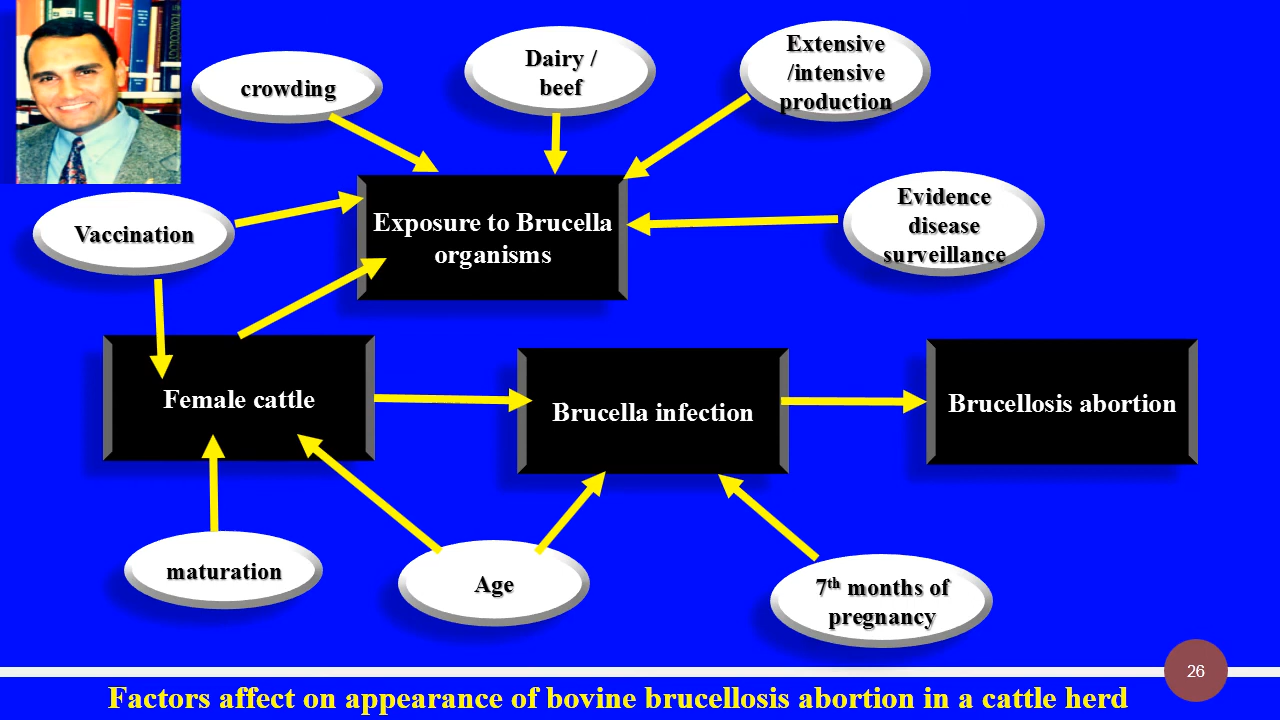 TOXICOLOGY
crowding
Dairy /
beef
Extensive
/intensive
production
Vaccination
Exposure to Brucella
organisms
Evidence
disease
surveillance
Female cattle
Brucella infection
Brucellosis abortion
maturation
Age
7th months of
pregnancy
26
Factors affect on appearance of bovine brucellosis abortion in a cattle herd